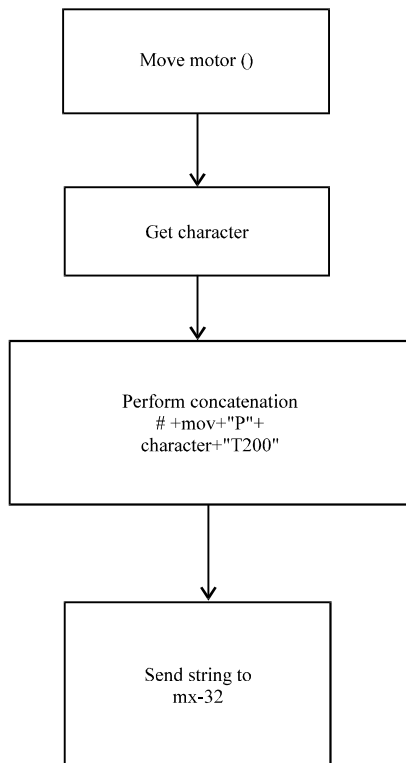 Move motor ()
Get character
Perform concatenation
# +mov+"P"+
character+"T200"
Send string to
mx-32